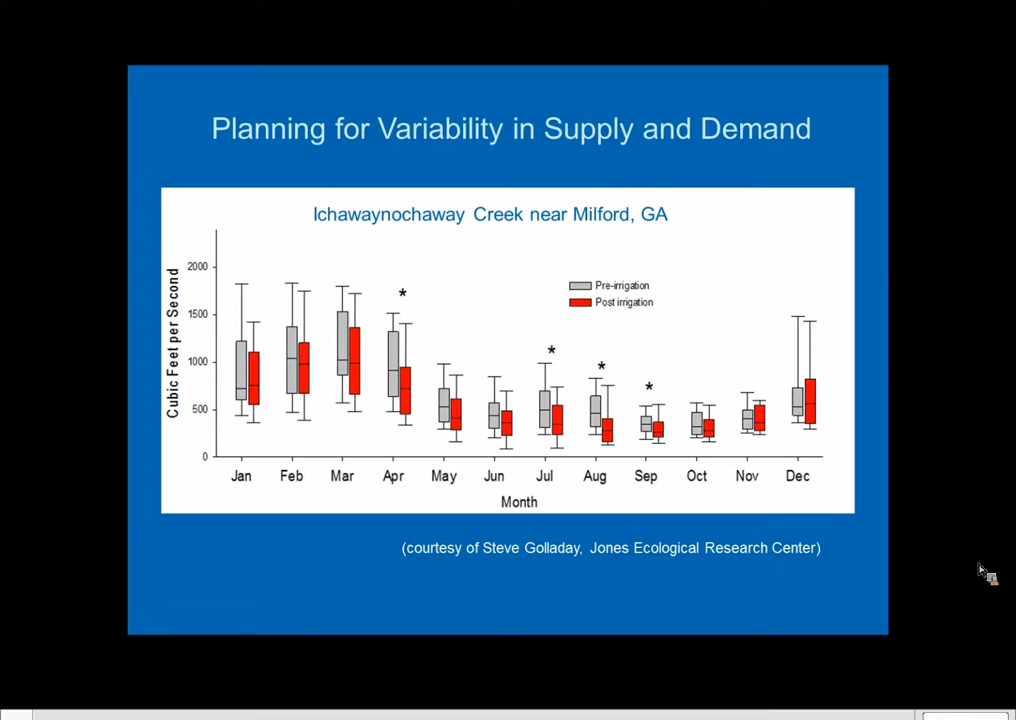 Planning for Variability in Supply and Demand
Ichawaynochaway Creek near Milford, GA
Cubic Feet per Second
2000
1500
1000
500
0
*
*
*
*
Pre-irrigation
Post irrigation
Jan Feb Mar Apr May Jun Jul Aug Sep Oct Nov Dec
Month
(courtesy of Steve Golladay, Jones Ecological Research Center)